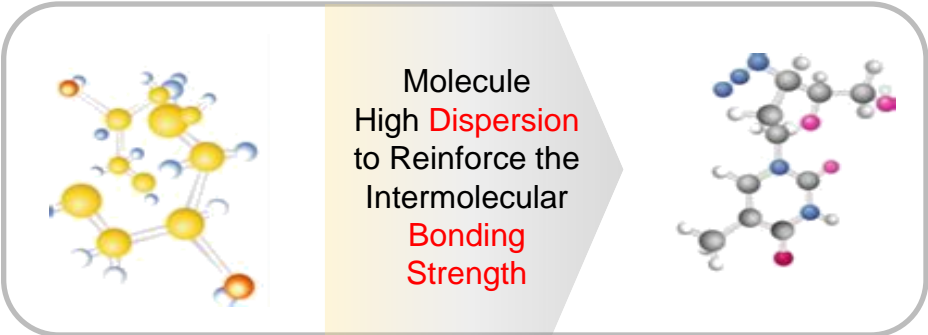 Molecule
High Dispersion
to Reinforce the
Intermolecular
Bonding
Strength